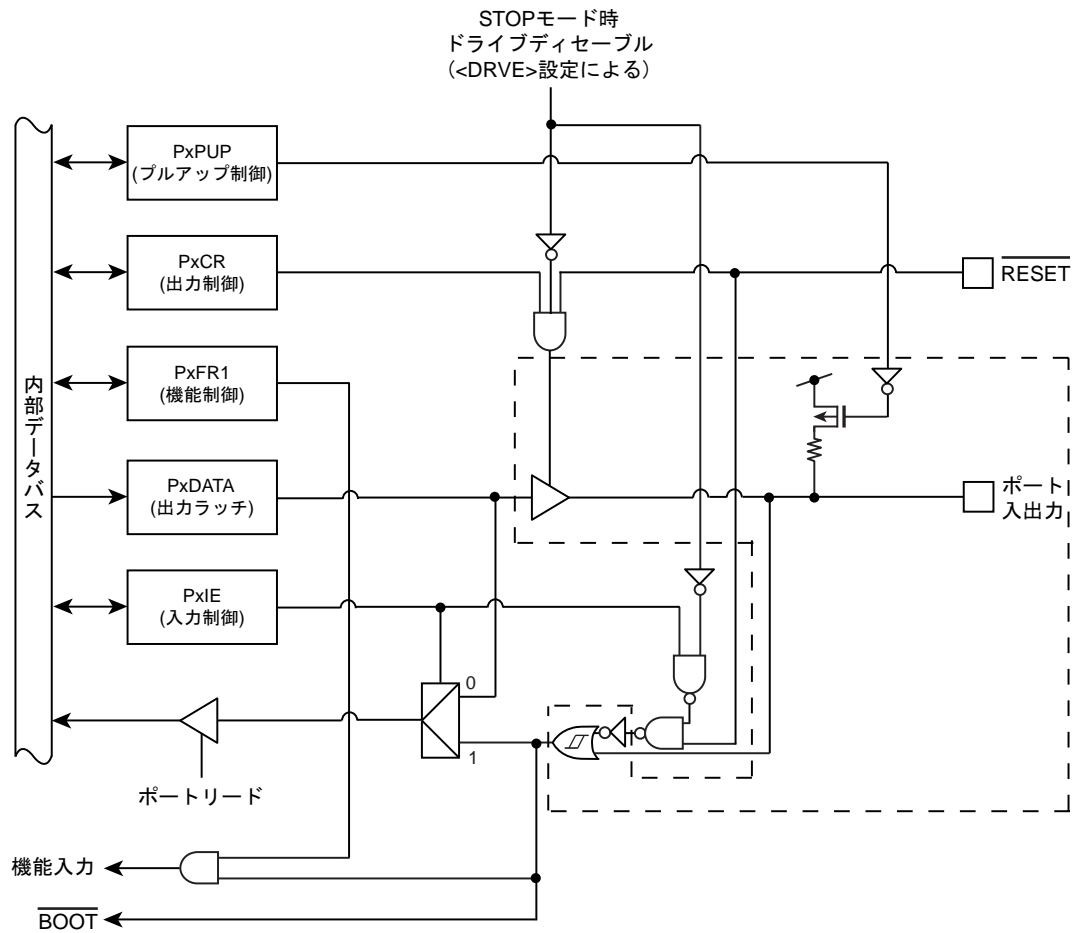 STOPモード時
ドライブディセーブル
(<DRVE>設定による)
PxPUP
(プルアップ制御)
PxCR
(出力制御)
RESET
PxFR1
(機能制御)
内部データバス
PxDATA
(出力ラッチ)
ポート
入出力
PxIE
(入力制御)
0
1
ポートリード
機能入力
BOOT